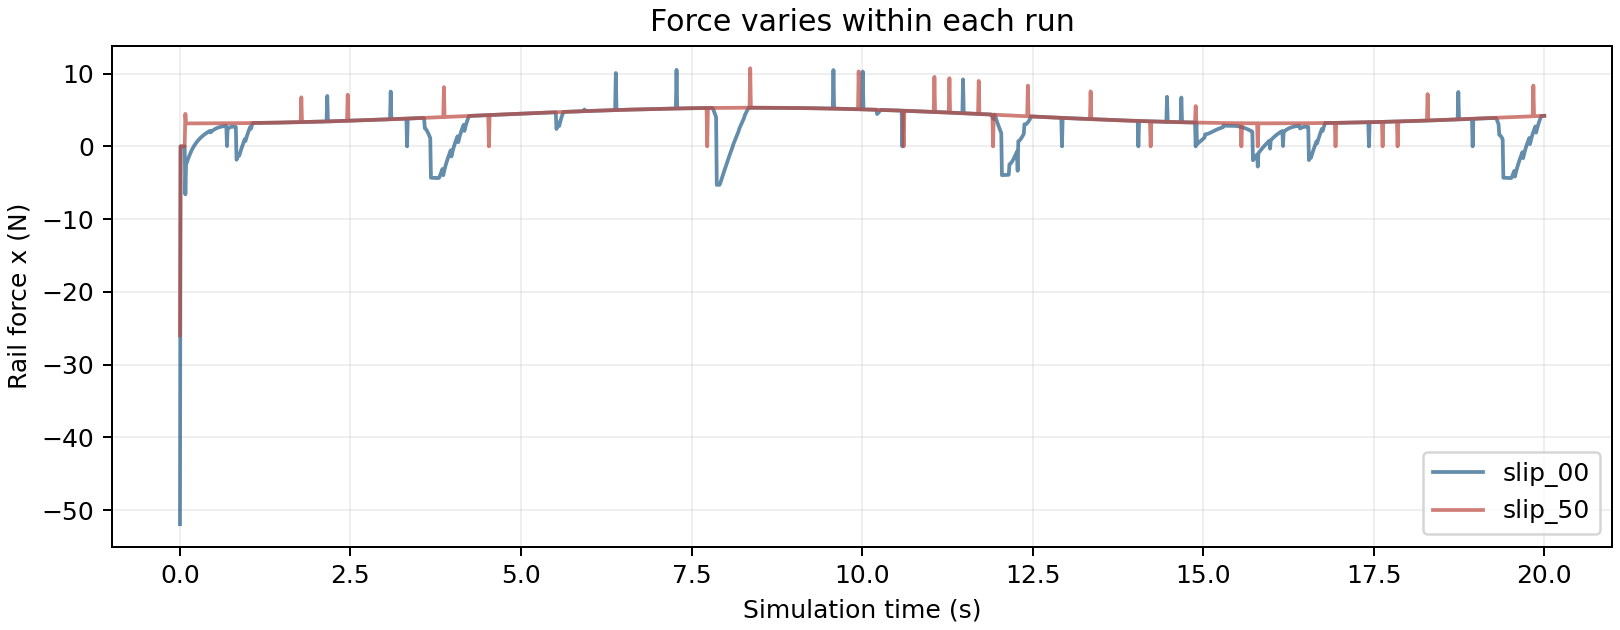 Force varies within each run
Rail force x (N)
10
0
−10
−20
−30
−40
−50
0.0 2.5 5.0 7.5 10.0 12.5 15.0 17.5 20.0
Simulation time (s)
slip_00
slip_50